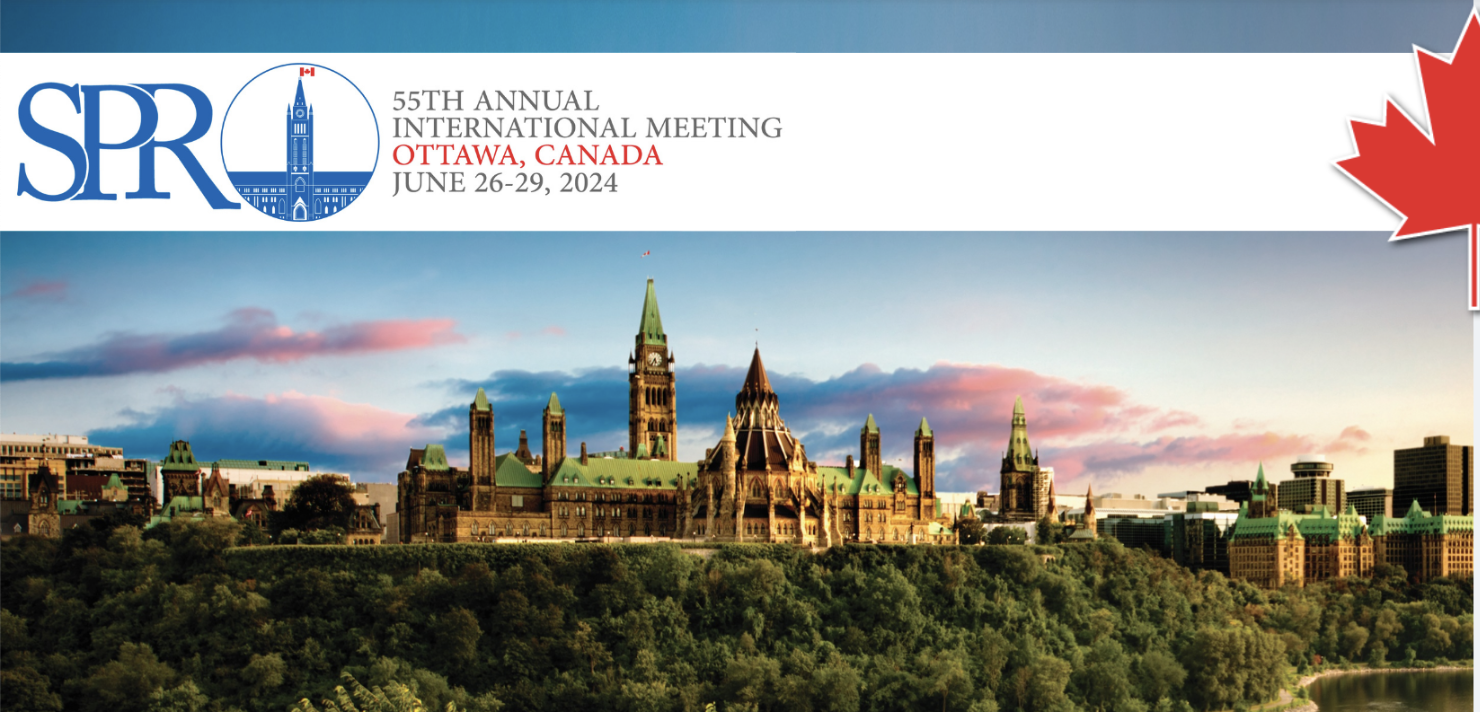 SPR
55TH ANNUAL
INTERNATIONAL MEETING
OTTAWA, CANADA
JUNE 26-29, 2024